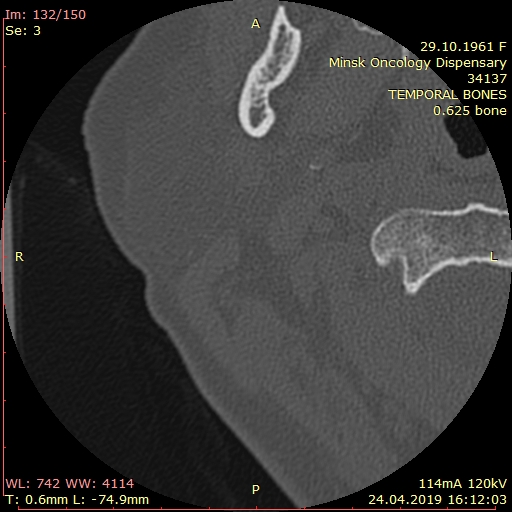 Im: 132/150
Se: 3
A
29.10.1961 F
Minsk Oncology Dispensary
34137
TEMPORAL BONES
0.625 bone
R
L
WL: 742 WW: 4114
T: 0.6mm L: -74.9mm
P
114mA 120kV
24.04.2019 16:12:03